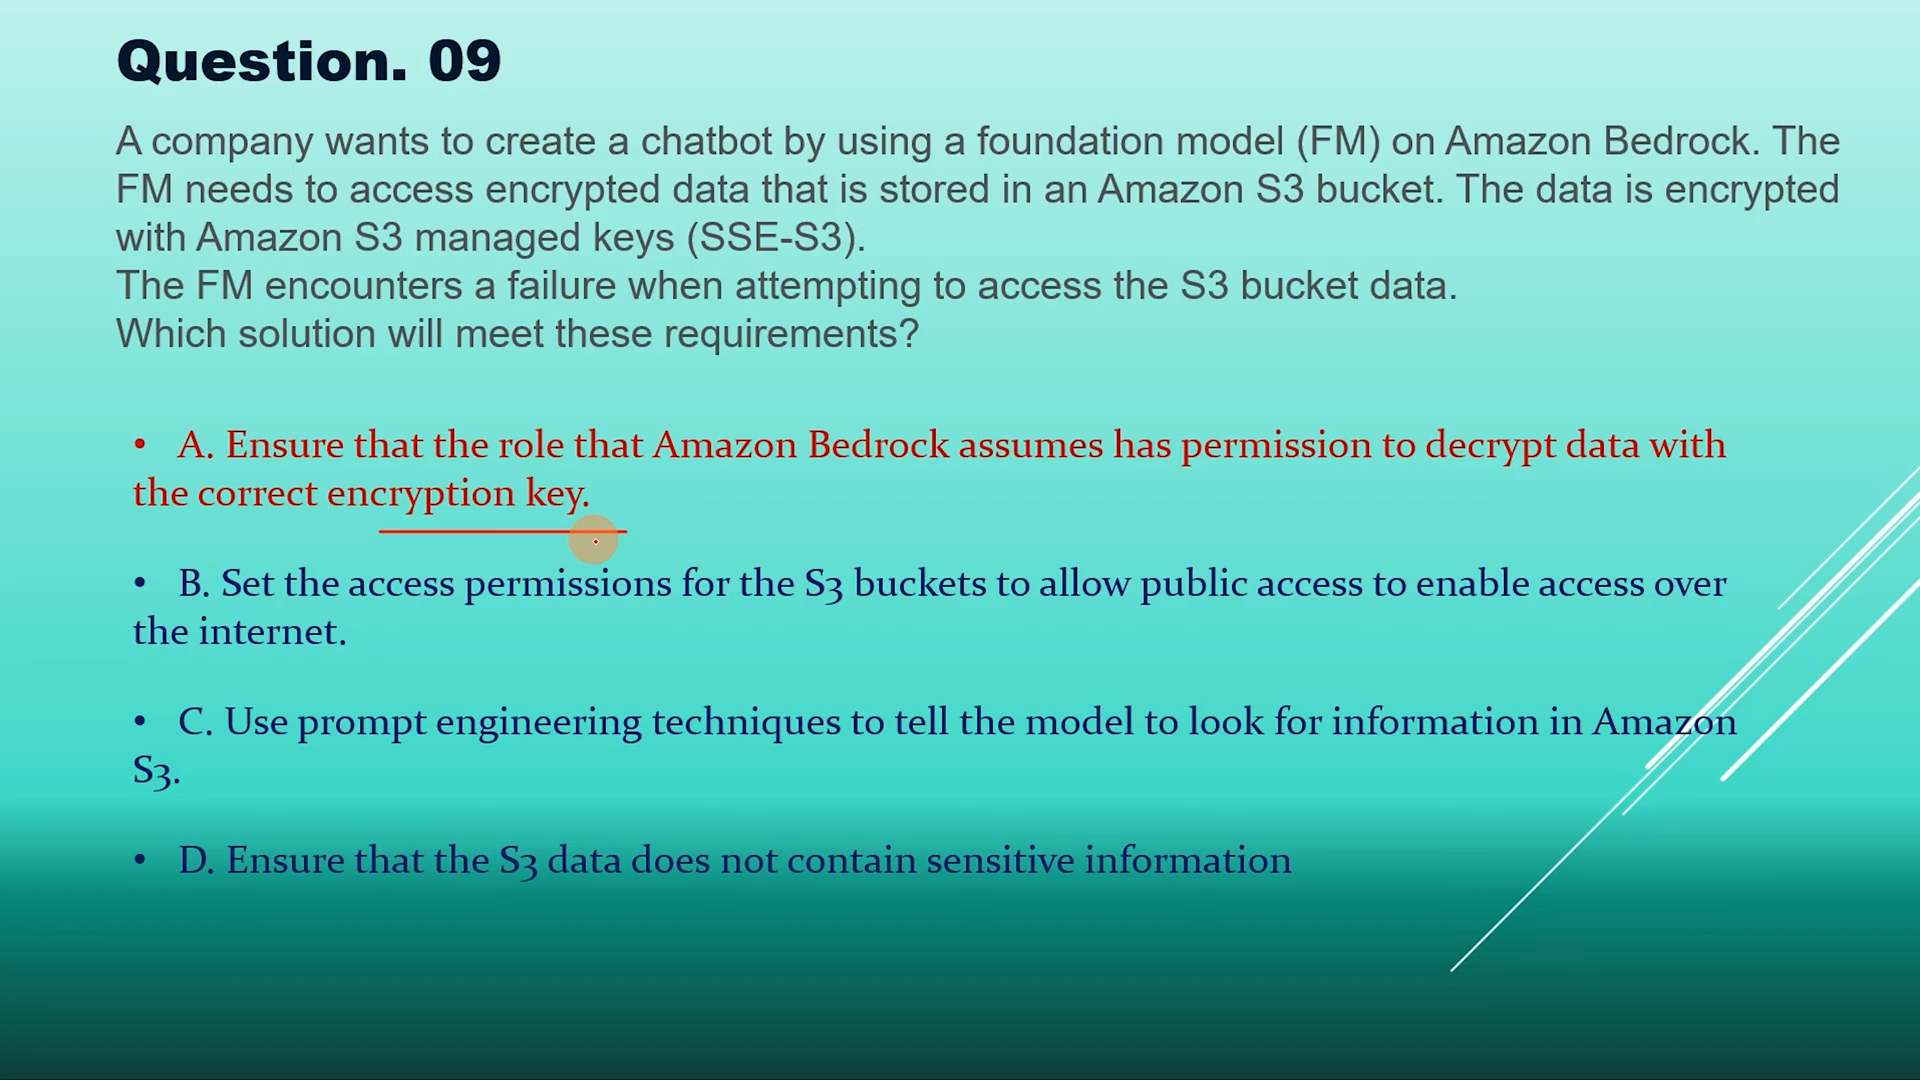 Question. 09
A company wants to create a chatbot by using a foundation model (FM) on Amazon Bedrock. The
FM needs to access encrypted data that is stored in an Amazon S3 bucket. The data is encrypted
with Amazon S3 managed keys (SSE-S3).
The FM encounters a failure when attempting to access the S3 bucket data.
Which solution will meet these requirements?
• A. Ensure that the role that Amazon Bedrock assumes has permission to decrypt data with
the correct encryption key.
• B. Set the access permissions for the S3 buckets to allow public access to enable access over
the internet.
• C. Use prompt engineering techniques to tell the model to look for information in Amazon
S3.
• D. Ensure that the S3 data does not contain sensitive information